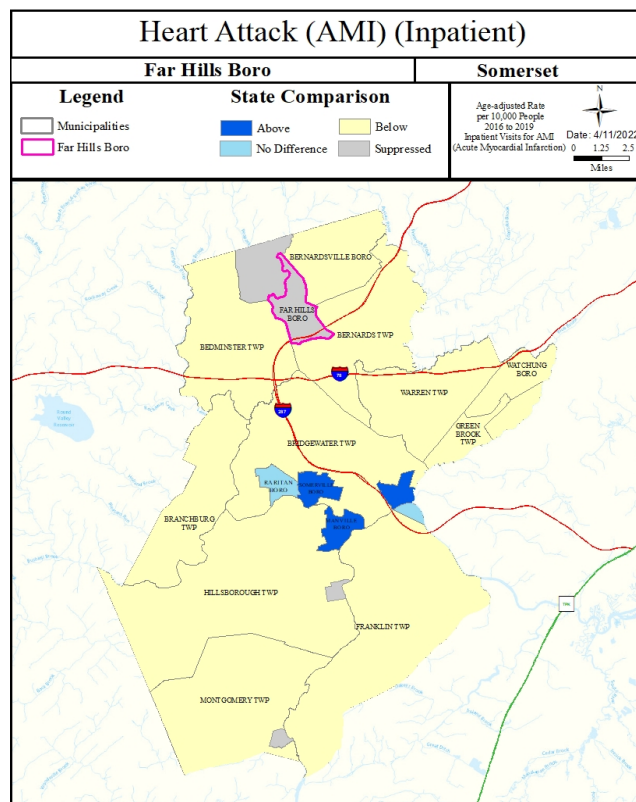 Heart Attack (AMI) (Inpatient)
Far Hills Boro
Somerset
Legend
Municipalities
Far Hills Boro
State Comparison
Above
Below
No Difference
Suppressed
Age-adjusted Rate
per 10,000 People
2016 to 2019
Inpatient Visits for AMI
(Acute Myocardial Infarction)
N
Date: 4/11/2022
0 1.25 2.5
Miles
BERNARDSVILLE BORO
FAR HILLS
BORO
BERNARDS TWP
BEDMINSTER TWP
WATCHUNG
BORO
78
WARREN TWP
287
GREEN
BROOK
TWP
BRIDGEWATER TWP
RARITAN
BORO
SOMERVILLE
BORO
BRANCHBURG
TWP
MANVILLE
BORO
HILLSBOROUGH TWP
FRANKLIN TWP
MONTGOMERY TWP